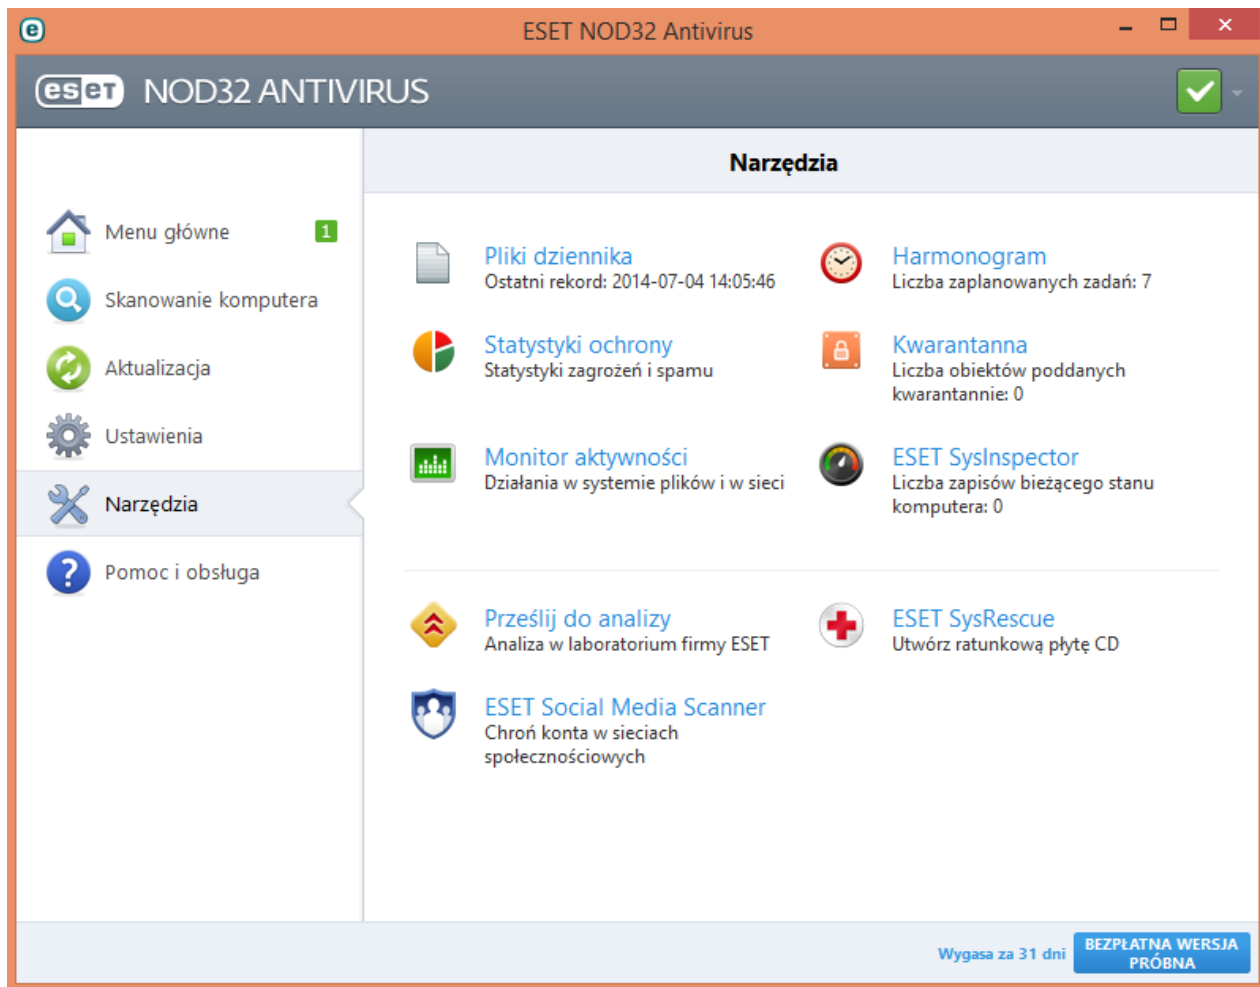 ESET NOD32 Antivirus
eset NOD32 ANTIVIRUS
Narzędzia
Menu główne 1
Skanowanie komputera
Aktualizacja
Ustawienia
Narzędzia
Pomoc i obsługa
Pliki dziennika
Ostatni rekord: 2014-07-04 14:05:46
Harmonogram
Liczba zaplanowanych zadań: 7
Statystyki ochrony
Statystyki zagrożeń i spamu
Kwarantanna
Liczba obiektów poddanych
kwarantannie: 0
Monitor aktywności
Działania w systemie plików i w sieci
ESET SysInspector
Liczba zapisów bieżącego stanu
komputera: 0
Prześlij do analizy
Analiza w laboratorium firmy ESET
ESET SysRescue
Utwórz ratunkową płytę CD
ESET Social Media Scanner
Chroń konta w sieciach
społecznościowych
Wygasa za 31 dni
BEZPŁATNA WERSJA
PRÓBNA